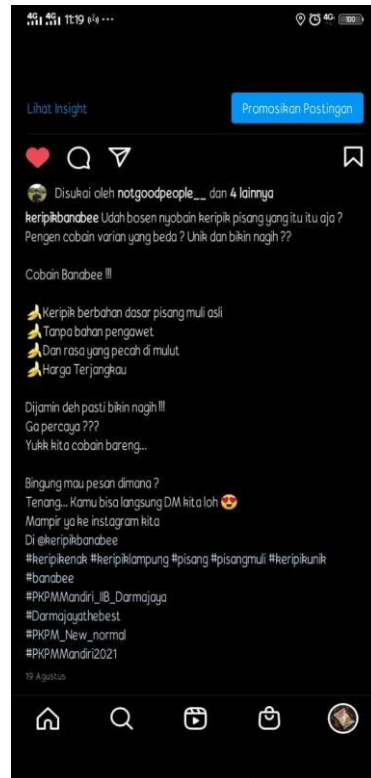 4G 4G 11:19 4G 100
Lihat Insight Promosikan Postingan
Disukai oleh notgoodpeople__ dan 4 lainnya
keripikbanabee Udah bosen nyobain keripik pisang yang itu itu aja ?
Pengen cobain varian yang beda ? Unik dan bikin nagih ??
Cobain Banabee !!!
🍌Keripik berbahan dasar pisang muli asli
🍌Tanpa bahan pengawet
🍌Dan rasa yang pecah di mulut
🍌Harga Terjangkau
Dijamin deh pasti bikin nagih !!!
Ga percaya ???
Yukk kita cobain bareng...
Bingung mau pesan dimana ?
Tenang... Kamu bisa langsung DM kita loh 😍
Mampir ya ke instagram kita
Di @keripikbanabee
#keripikenak #keripiklampung #pisang #pisangmuli #keripikunik
#banabee
#PKPMMandiri_IIB_Darmajaya
#Darmajayathebest
#PKPM_New_normal
#PKPMMandiri2021
19 Agustus